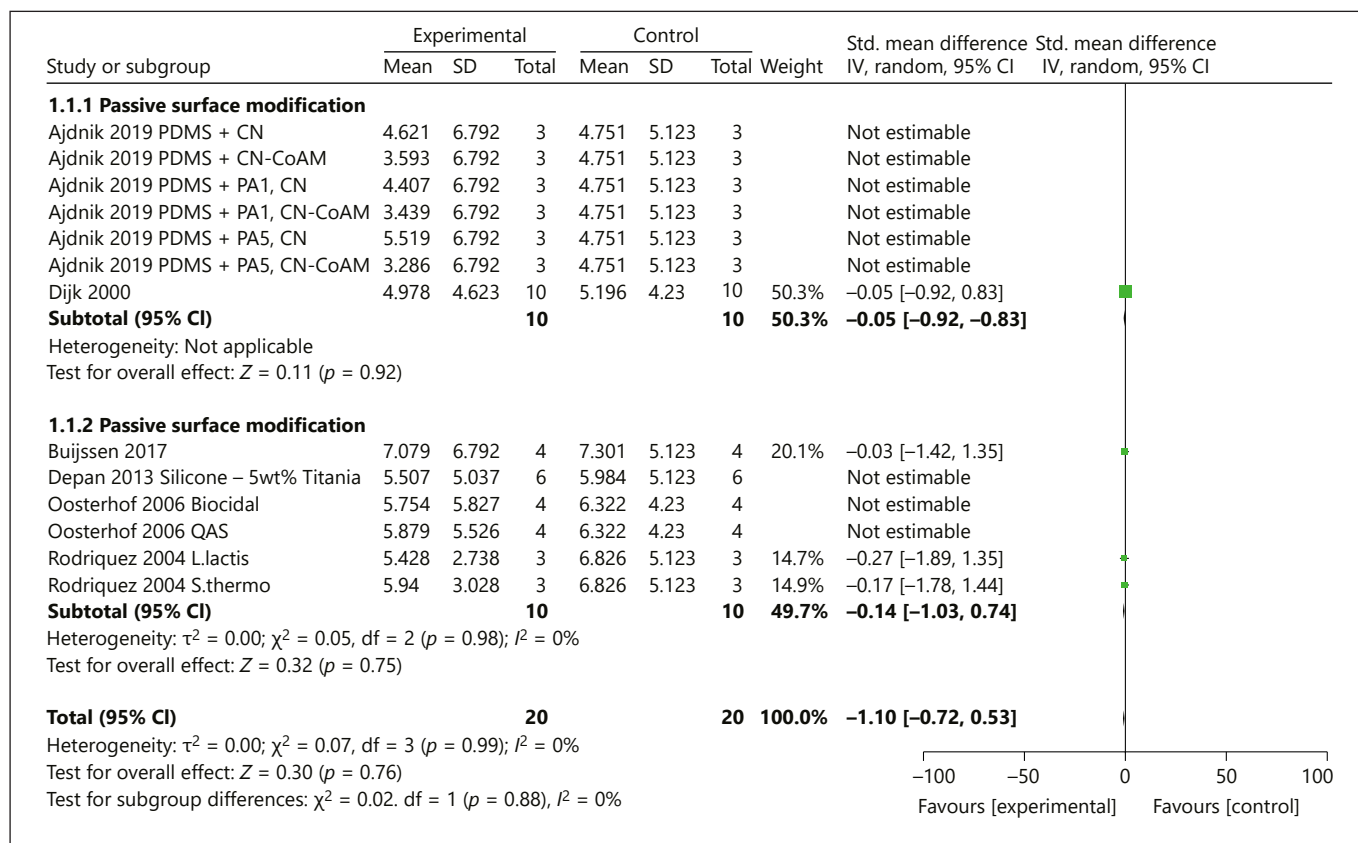 Experimental Control Std. mean difference Std. mean difference
Study or subgroup Mean SD Total Mean SD Total Weight IV, random, 95% CI IV, random, 95% CI
1.1.1 Passive surface modification
Ajdnik 2019 PDMS + CN 4.621 6.792 3 4.751 5.123 3 Not estimable
Ajdnik 2019 PDMS + CN-CoAM 3.593 6.792 3 4.751 5.123 3 Not estimable
Ajdnik 2019 PDMS + PA1, CN 4.407 6.792 3 4.751 5.123 3 Not estimable
Ajdnik 2019 PDMS + PA1, CN-CoAM 3.439 6.792 3 4.751 5.123 3 Not estimable
Ajdnik 2019 PDMS + PA5, CN 5.519 6.792 3 4.751 5.123 3 Not estimable
Ajdnik 2019 PDMS + PA5, CN-CoAM 3.286 6.792 3 4.751 5.123 3 Not estimable
Dijk 2000 4.978 4.623 10 5.196 4.23 10 50.3% –0.05 [–0.92, 0.83]
Subtotal (95% Cl) 10 10 50.3% –0.05 [–0.92, –0.83]
Heterogeneity: Not applicable
Test for overall effect: Z = 0.11 (p = 0.92)
1.1.2 Passive surface modification
Buijssen 2017 7.079 6.792 4 7.301 5.123 4 20.1% –0.03 [–1.42, 1.35]
Depan 2013 Silicone – 5wt% Titania 5.507 5.037 6 5.984 5.123 6 Not estimable
Oosterhof 2006 Biocidal 5.754 5.827 4 6.322 4.23 4 Not estimable
Oosterhof 2006 QAS 5.879 5.526 4 6.322 4.23 4 Not estimable
Rodriquez 2004 L.lactis 5.428 2.738 3 6.826 5.123 3 14.7% –0.27 [–1.89, 1.35]
Rodriquez 2004 S.thermo 5.94 3.028 3 6.826 5.123 3 14.9% –0.17 [–1.78, 1.44]
Subtotal (95% Cl) 10 10 49.7% –0.14 [–1.03, 0.74]
Heterogeneity: τ² = 0.00; χ² = 0.05, df = 2 (p = 0.98); I² = 0%
Test for overall effect: Z = 0.32 (p = 0.75)
Total (95% Cl) 20 20 100.0% –1.10 [–0.72, 0.53]
Heterogeneity: τ² = 0.00; χ² = 0.07, df = 3 (p = 0.99); I² = 0%
Test for overall effect: Z = 0.30 (p = 0.76)
Test for subgroup differences: χ² = 0.02. df = 1 (p = 0.88), I² = 0%
–100 –50 0 50 100
Favours [experimental] Favours [control]